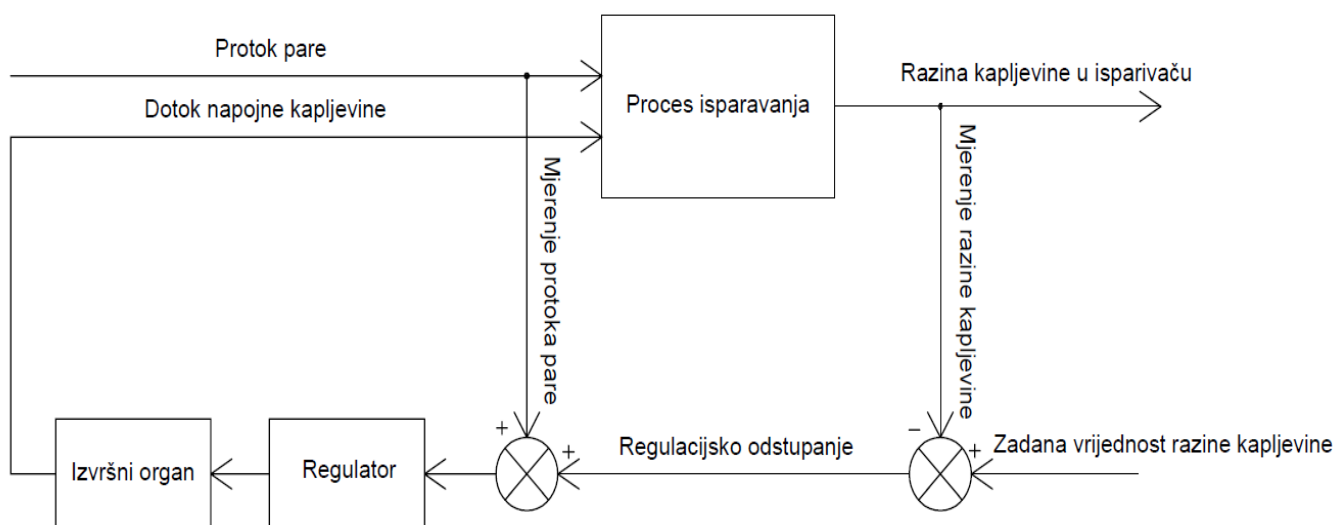 Protok pare
Dotok napojne kapljevine
Proces isparavanja
Razina kapljevine u isparivaču
Mjerenje protoka pare
Mjerenje razine kapljevine
Izvršni organ
Regulator
+
+
Regulacijsko odstupanje
−
+
Zadana vrijednost razine kapljevine